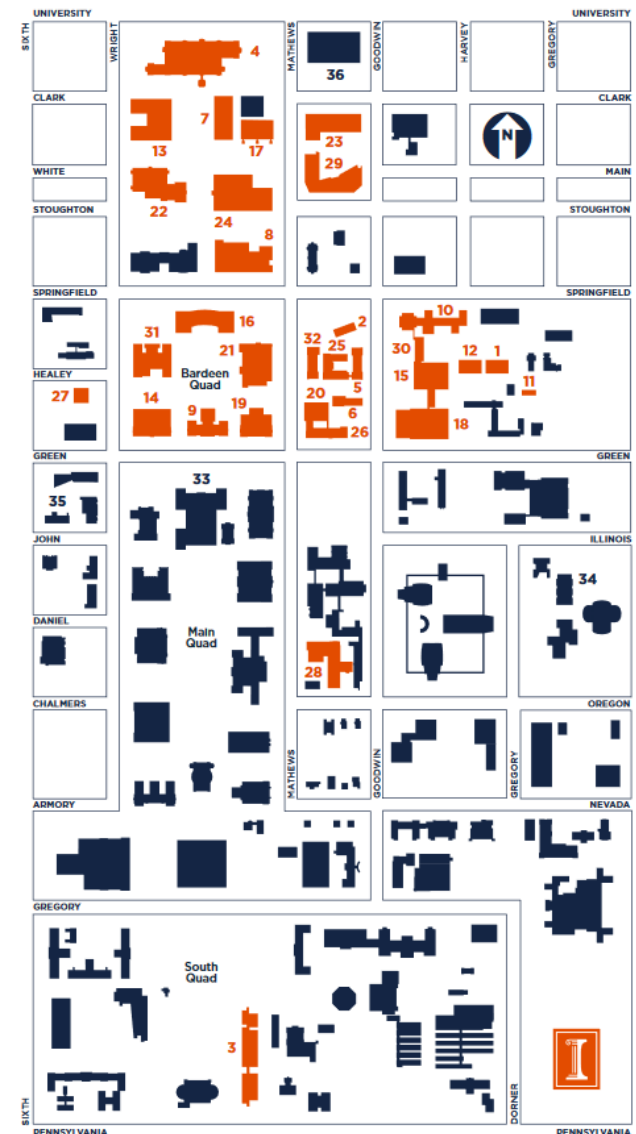 UNIVERSITY
UNIVERSITY
SIXTH
WRIGHT
MATHEWS
GOODWIN
HARVEY
GREGORY
4
36
CLARK
CLARK
7
13
17
23
N
29
WHITE
MAIN
22
24
STOUGHTON
STOUGHTON
8
SPRINGFIELD
SPRINGFIELD
16
2
10
31
21
32
25
30
12
1
Bardeen
Quad
HEALEY
15
11
27
14
9
19
20
5
6
26
18
GREEN
GREEN
33
35
JOHN
ILLINOIS
34
DANIEL
Main
Quad
28
CHALMERS
OREGON
MATHEWS
GOODWIN
GREGORY
ARMORY
NEVADA
GREGORY
South
Quad
3
SIXTH
DORNER
PENNSYLVANIA
PENNSYLVANIA